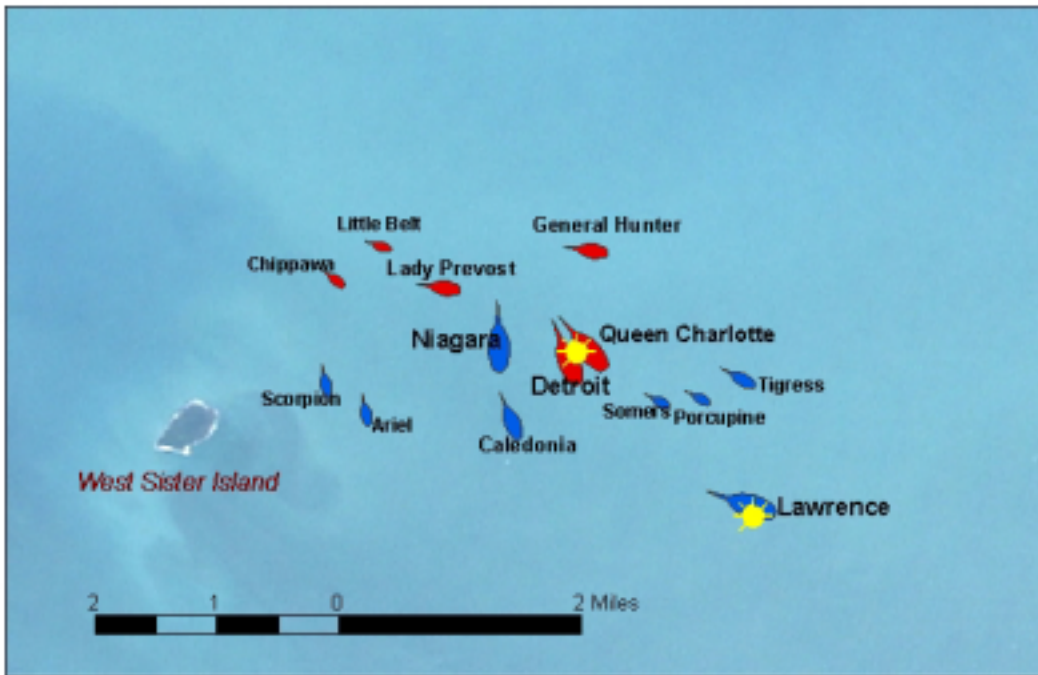 Little Belt
General Hunter
Chippawa
Lady Prevost
Niagara
Queen Charlotte
Detroit
Tigress
Scorpion
Somers
Porcupine
Ariel
Caledonia
West Sister Island
Lawrence
2 1 0 2 Miles